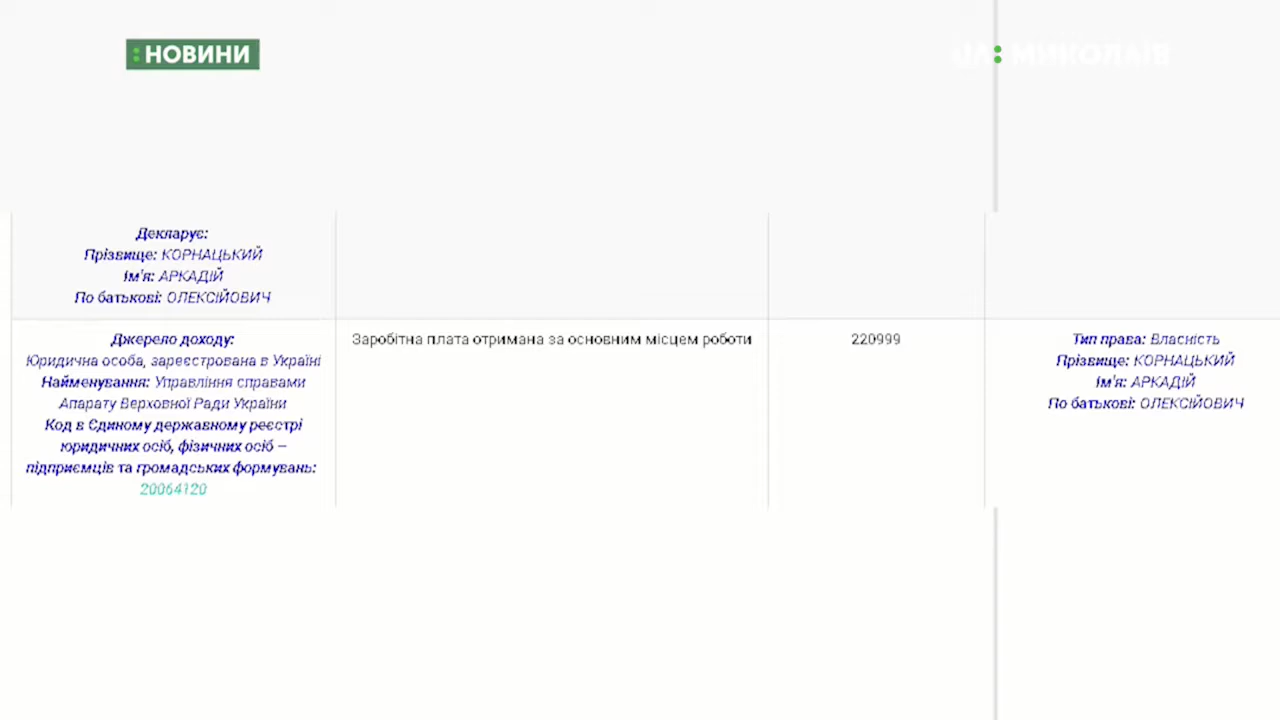 :НОВИНИ
UA:МИКОЛАЇВ
Декларує:
Прізвище: КОРНАЦЬКИЙ
Ім'я: АРКАДІЙ
По батькові: ОЛЕКСІЙОВИЧ
Джерело доходу:
Юридична особа, зареєстрована в Україні
Найменування: Управління справами
Апарату Верховної Ради України
Код в Єдиному державному реєстрі
юридичних осіб, фізичних осіб –
підприємців та громадських формувань:
20064120
Заробітна плата отримана за основним місцем роботи
220999
Тип права: Власність
Прізвище: КОРНАЦЬКИЙ
Ім'я: АРКАДІЙ
По батькові: ОЛЕКСІЙОВИЧ